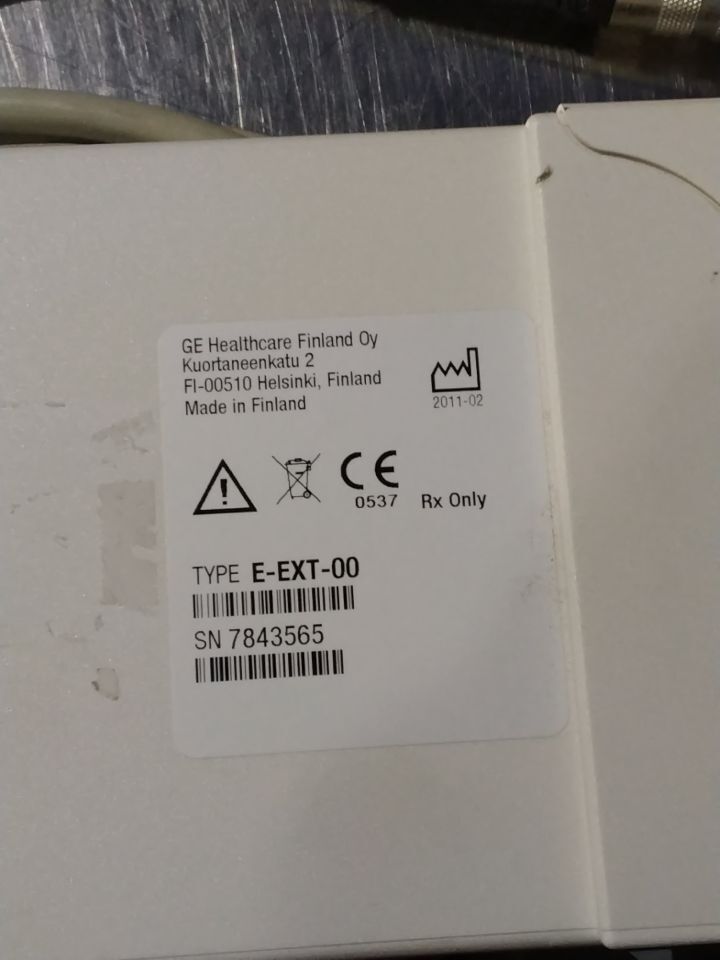 GE Healthcare Finland Oy
Kuortaneenkatu 2
FI-00510 Helsinki, Finland
Made in Finland
2011-02
CE
0537
Rx Only
TYPE E-EXT-00
SN 7843565